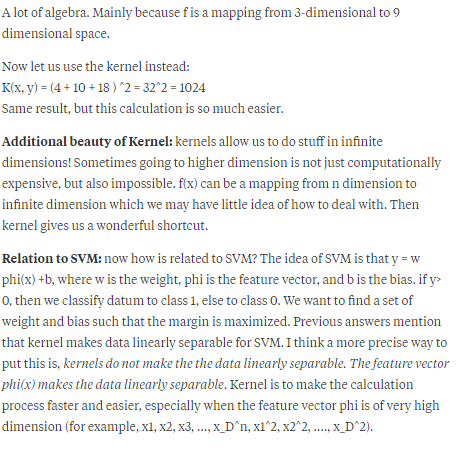 A lot of algebra. Mainly because f is a mapping from 3-dimensional to 9
dimensional space.
Now let us use the kernel instead:
K(x, y) = (4 + 10 + 18 ) ^2 = 32^2 = 1024
Same result, but this calculation is so much easier.
Additional beauty of Kernel: kernels allow us to do stuff in infinite
dimensions! Sometimes going to higher dimension is not just computationally
expensive, but also impossible. f(x) can be a mapping from n dimension to
infinite dimension which we may have little idea of how to deal with. Then
kernel gives us a wonderful shortcut.
Relation to SVM: now how is related to SVM? The idea of SVM is that y = w
phi(x) +b, where w is the weight, phi is the feature vector, and b is the bias. if y>
0, then we classify datum to class 1, else to class 0. We want to find a set of
weight and bias such that the margin is maximized. Previous answers mention
that kernel makes data linearly separable for SVM. I think a more precise way to
put this is, kernels do not make the the data linearly separable. The feature vector
phi(x) makes the data linearly separable. Kernel is to make the calculation
process faster and easier, especially when the feature vector phi is of very high
dimension (for example, x1, x2, x3, ..., x_D^n, x1^2, x2^2, ...., x_D^2).